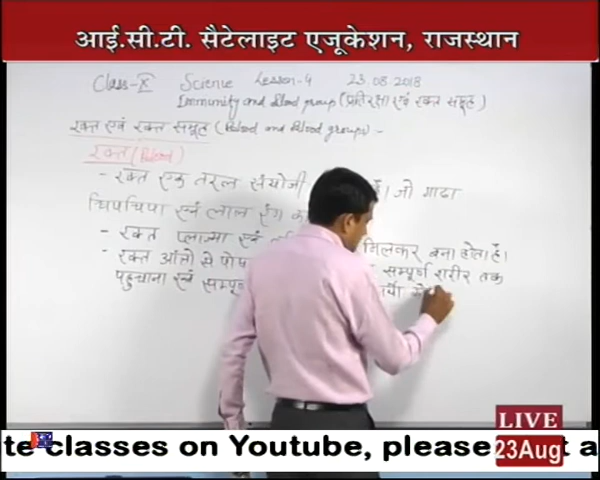 आई.सी.टी. सैटेलाइट एजूकेशन, राजस्थान
Class-X Science Lesson-4 23.08.2018
Immunity and Blood group (प्रतिरक्षा एवं रक्त समूह)
रक्त एवं रक्त समूह (Blood and Blood groups) -
रक्त (Blood)
- रक्त एक तरल संयोजी है। जो गाढा
चिपचिपा एवं लाल रंग का
- रक्त प्लाज्मा एवं मिलकर बना होता है।
- रक्त आँतो से सम्पूर्ण शरीर तक
पहुचाना एवं सम्पूर्ण
LIVE
te classes on Youtube, please
23Aug